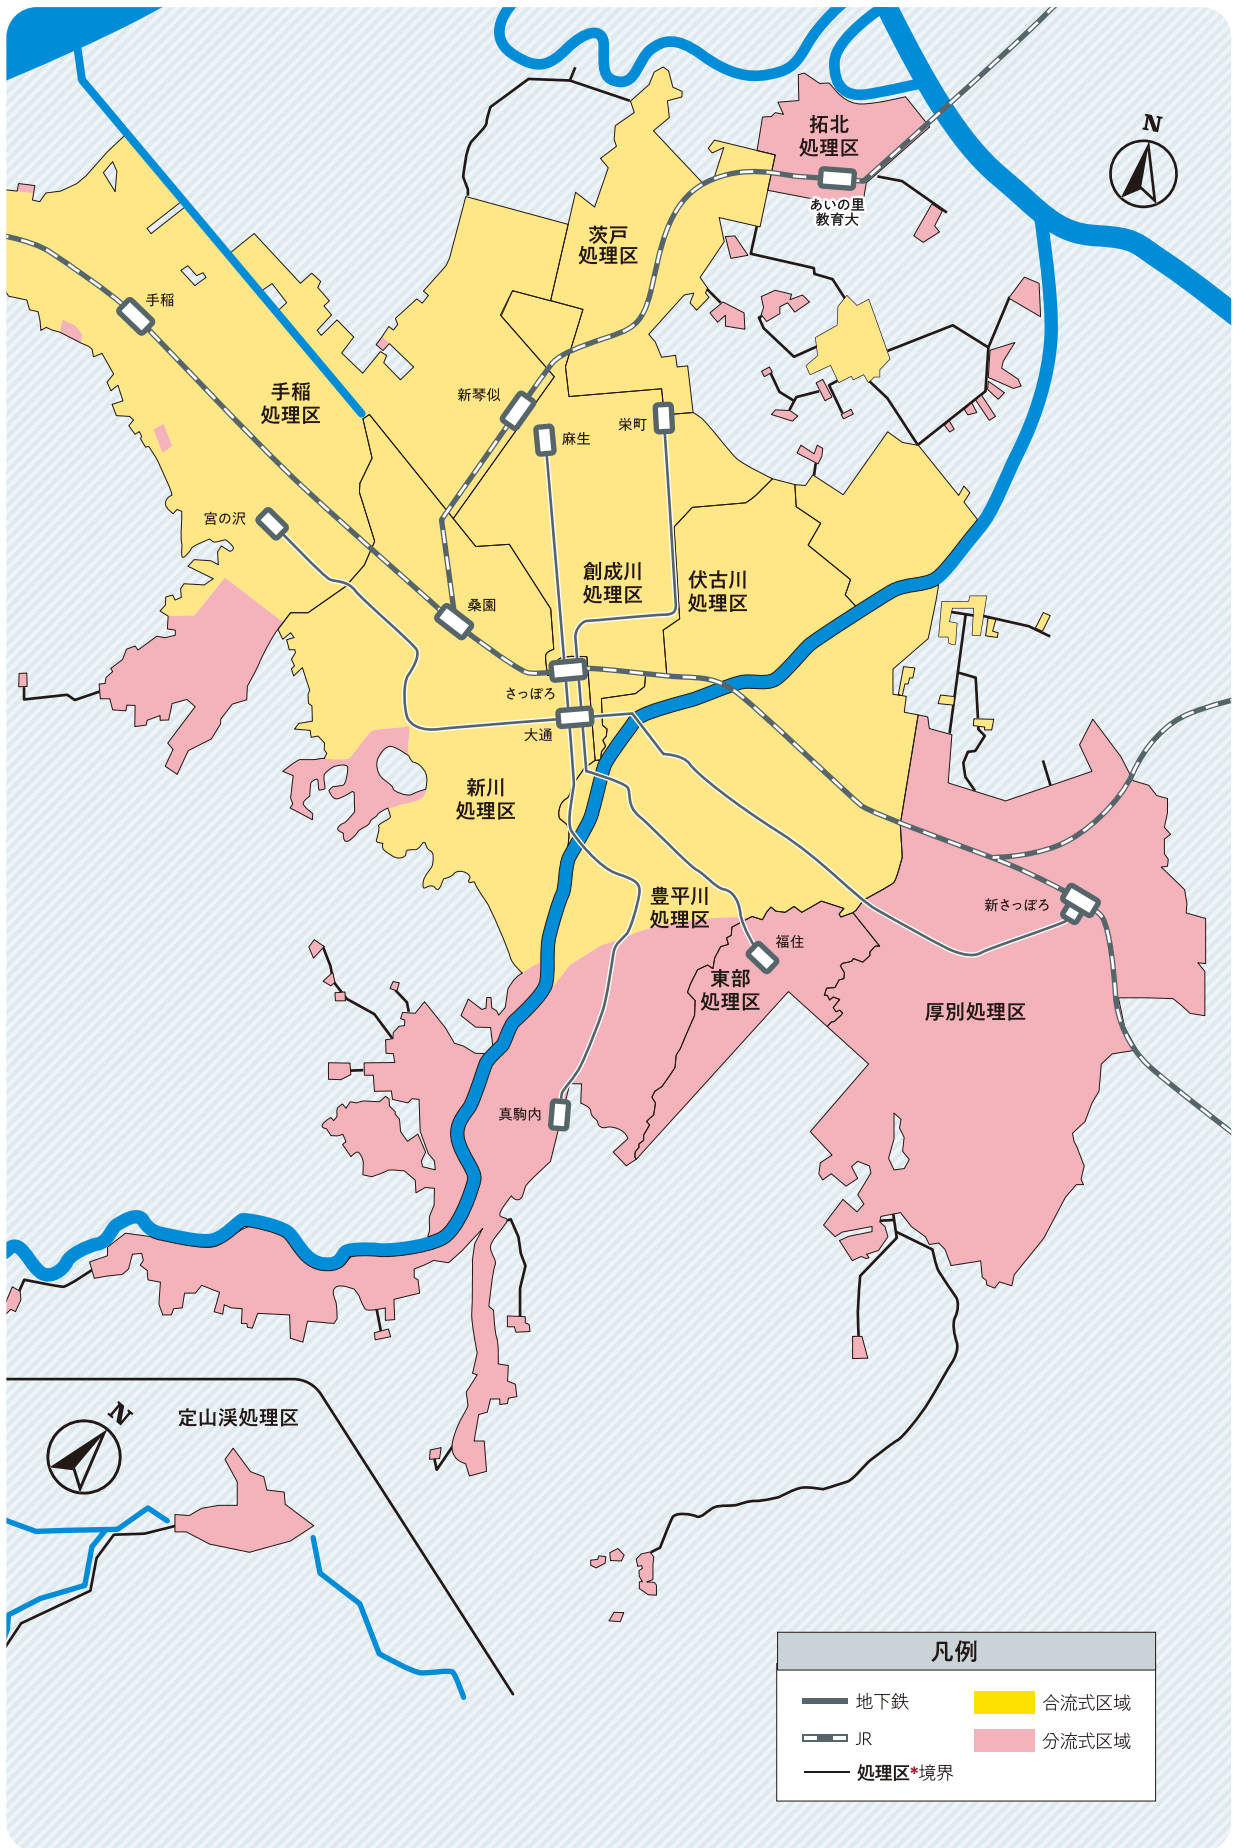 N
拓北
処理区
あいの里
教育大
茨戸
処理区
手稲
手稲
処理区
新琴似
麻生
栄町
宮の沢
創成川
処理区
伏古川
処理区
桑園
さっぽろ
大通
新川
処理区
豊平川
処理区
新さっぽろ
福住
東部
処理区
厚別処理区
真駒内
N
定山渓処理区
凡例
地下鉄
合流式区域
JR
分流式区域
処理区*境界